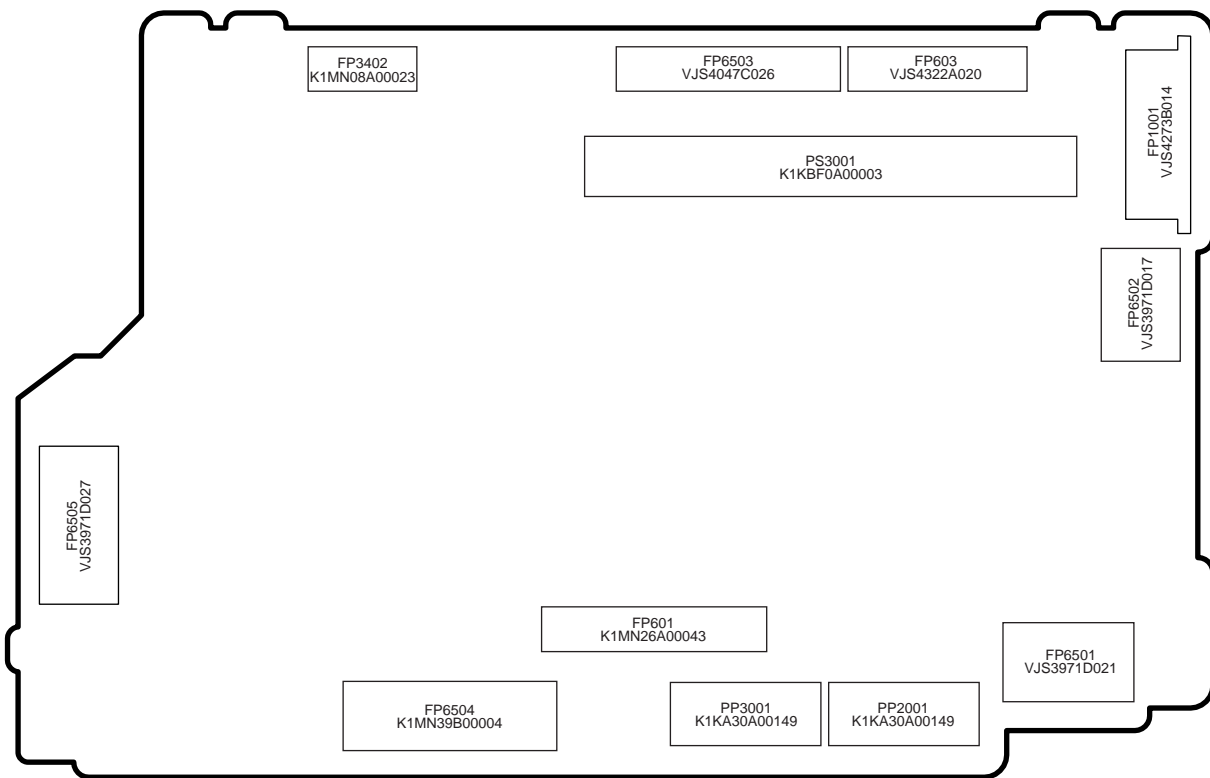 FP3402
K1MN08A00023
FP6503
VJS4047C026
FP603
VJS4322A020
FP1001
VJS4273B014
PS3001
K1KBF0A00003
FP6502
VJS3971D017
FP6505
VJS3971D027
FP601
K1MN26A00043
FP6501
VJS3971D021
FP6504
K1MN39B00004
PP3001
K1KA30A00149
PP2001
K1KA30A00149